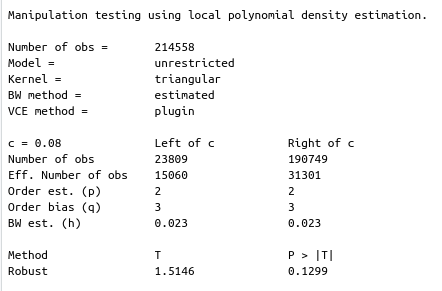 Manipulation testing using local polynomial density estimation.
Number of obs = 214558
Model = unrestricted
Kernel = triangular
BW method = estimated
VCE method = plugin
c = 0.08 Left of c Right of c
Number of obs 23809 190749
Eff. Number of obs 15060 31301
Order est. (p) 2 2
Order bias (q) 3 3
BW est. (h) 0.023 0.023
Method T P > |T|
Robust 1.5146 0.1299